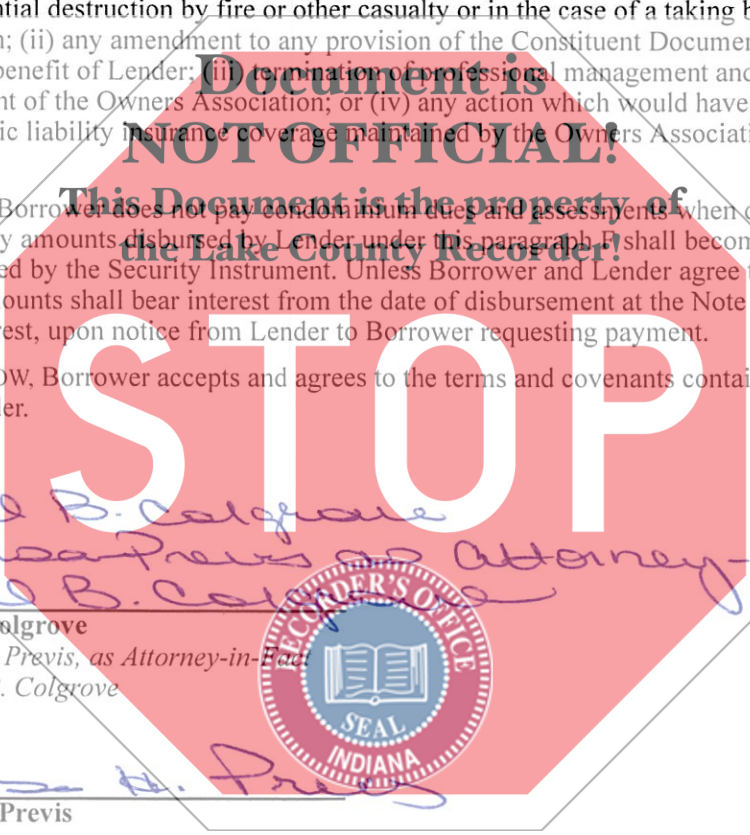 ntial destruction by fire or other casualty or in the case of a taking b
n; (ii) any amendment to any provision of the Constituent Documen
benefit of Lender; (iii) termination of professional management and
Document is
nt of the Owners Association; or (iv) any action which would have
ic liability insurance coverage maintained by the Owners Associati
NOT OFFICIAL!
This Document is the property of
Borrower does not pay condominium dues and assessments when d
y amounts disbursed by Lender under this paragraph F shall becom
the Lake County Recorder!
ed by the Security Instrument. Unless Borrower and Lender agree t
ounts shall bear interest from the date of disbursement at the Note
est, upon notice from Lender to Borrower requesting payment.
OW, Borrower accepts and agrees to the terms and covenants contai
der.
STOP
B. Colgrove
Previs as Attorney-
B. Colgrove
olgrove
Previs, as Attorney-in-Fact
. Colgrove
RECORDER'S OFFICE
SEAL
INDIANA
H. Previs
Previs